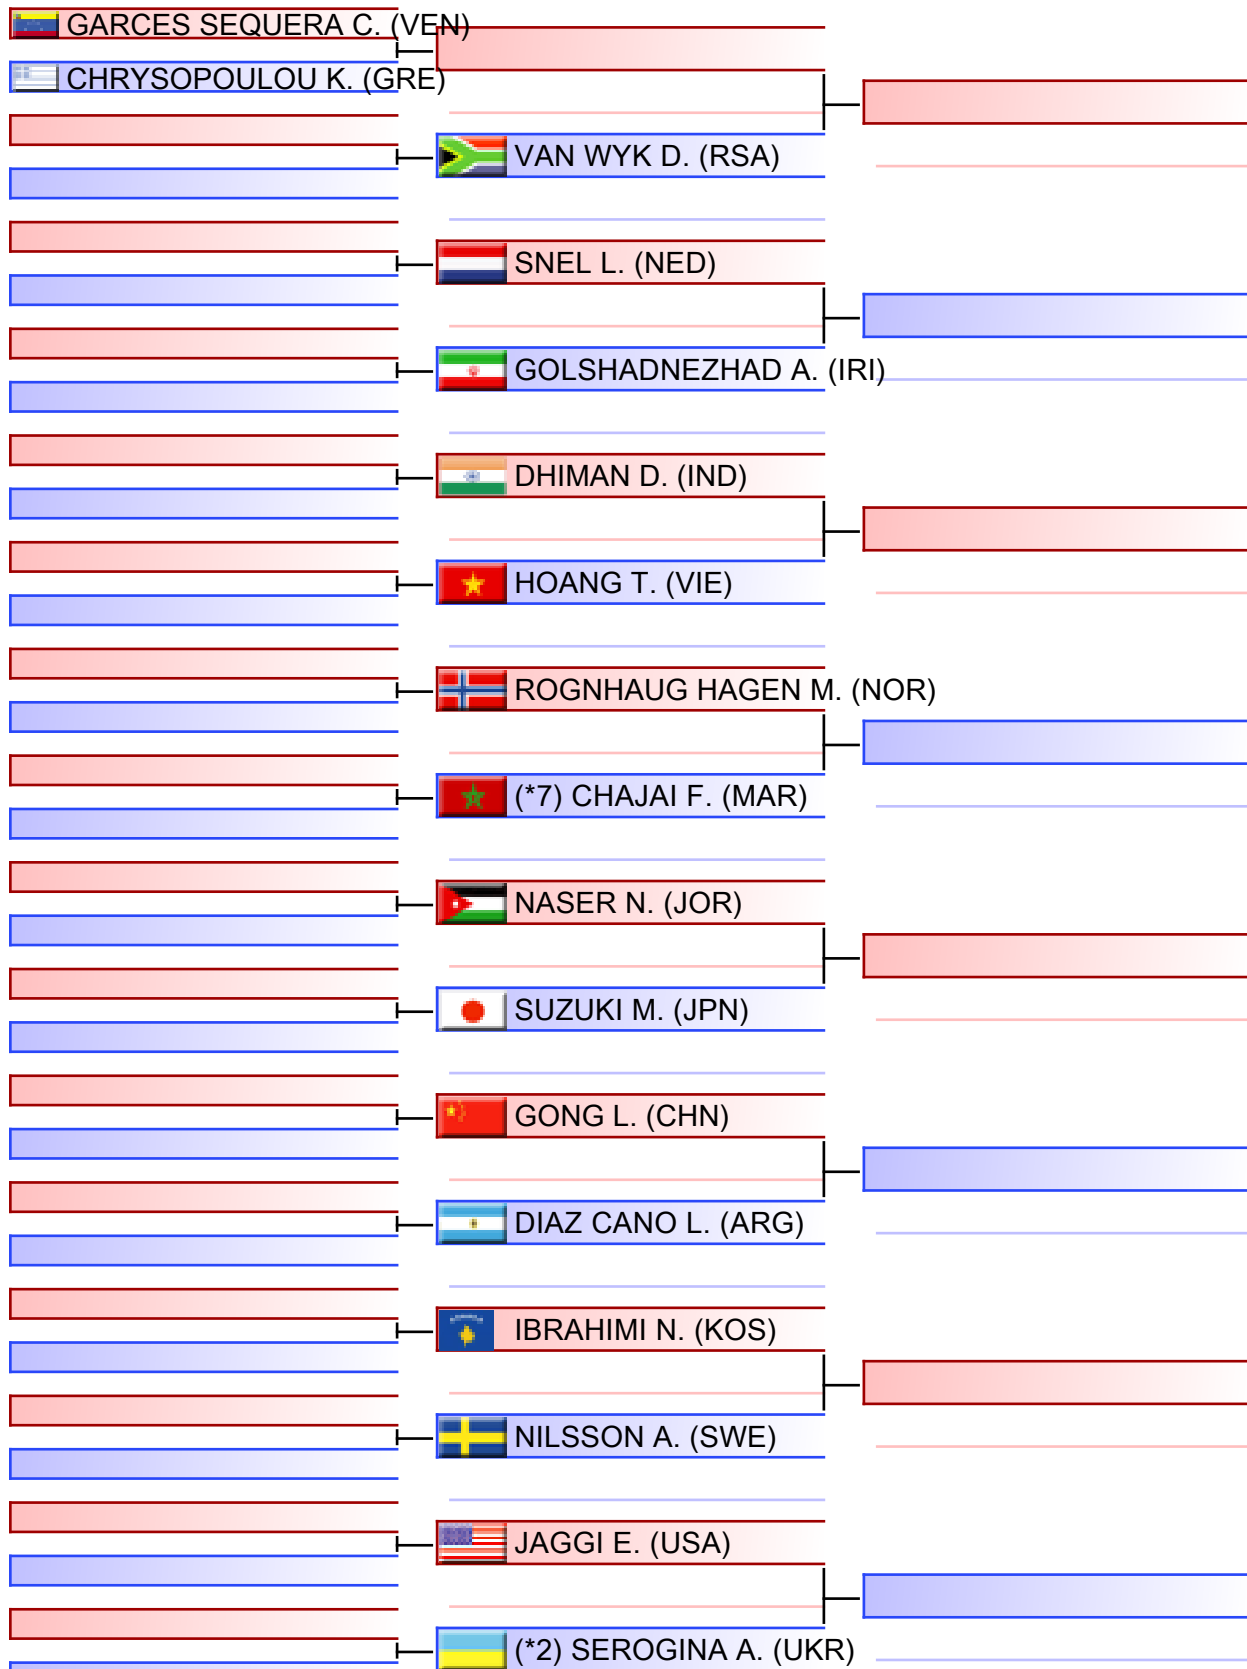 GARCES SEQUERA C. (VEN)
CHRYSOPOULOU K. (GRE)
VAN WYK D. (RSA)
SNEL L. (NED)
GOLSHADNEZHAD A. (IRI)
DHIMAN D. (IND)
HOANG T. (VIE)
ROGNHAUG HAGEN M. (NOR)
(*7) CHAJAI F. (MAR)
NASER N. (JOR)
SUZUKI M. (JPN)
GONG L. (CHN)
DIAZ CANO L. (ARG)
IBRAHIMI N. (KOS)
NILSSON A. (SWE)
JAGGI E. (USA)
(*2) SEROGINA A. (UKR)